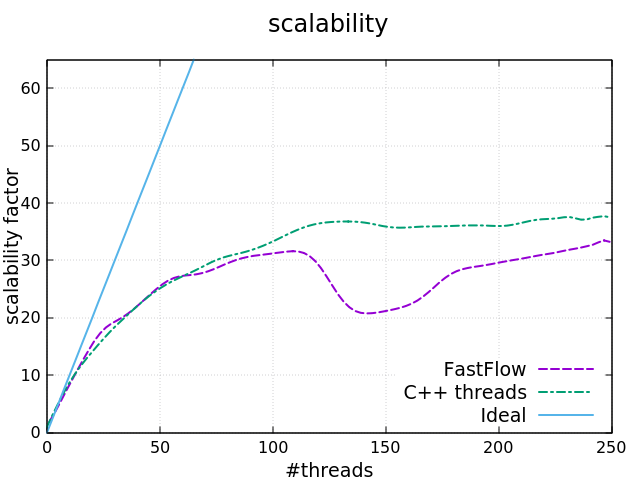 scalability
scalability factor
60
50
40
30
20
10
0
0 50 100 150 200 250
#threads
FastFlow
C++ threads
Ideal